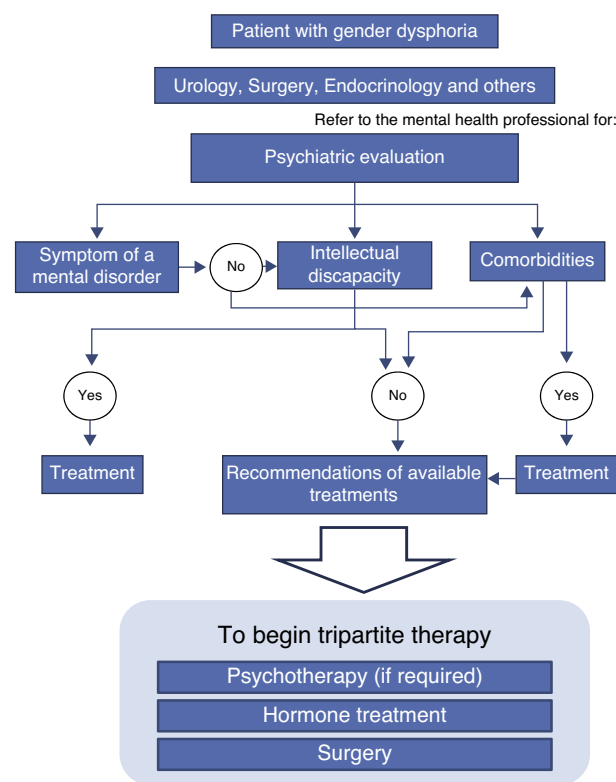 Patient with gender dysphoria
Urology, Surgery, Endocrinology and others
Refer to the mental health professional for:
Psychiatric evaluation
Symptom of a
mental disorder
No
Intellectual
discapacity
Comorbidities
Yes
No
Yes
Treatment
Recommendations of available
treatments
Treatment
To begin tripartite therapy
Psychotherapy (if required)
Hormone treatment
Surgery